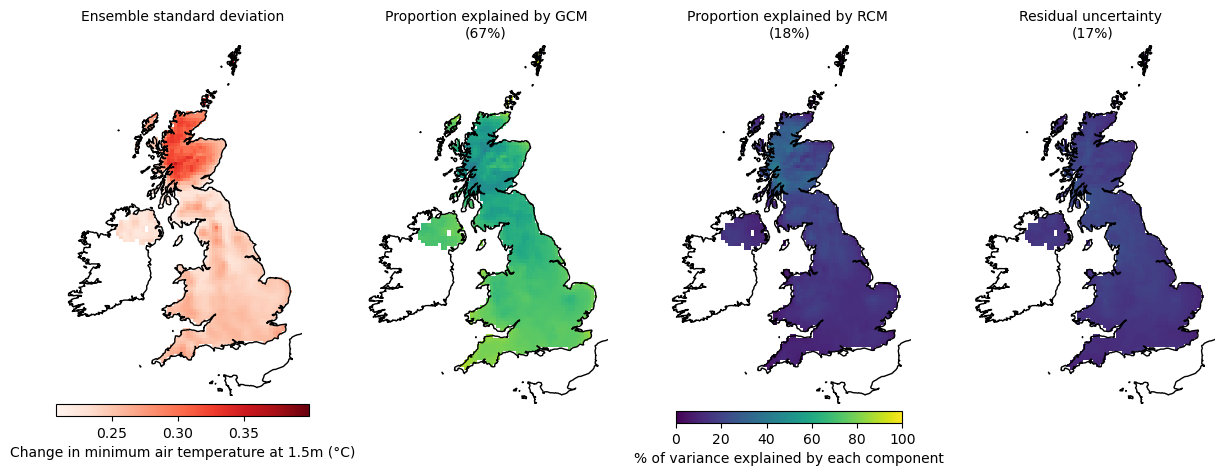 Ensemble standard deviation
Proportion explained by GCM
(67%)
Proportion explained by RCM
(18%)
Residual uncertainty
(17%)
0.25 0.30 0.35
Change in minimum air temperature at 1.5m (°C)
0 20 40 60 80 100
% of variance explained by each component